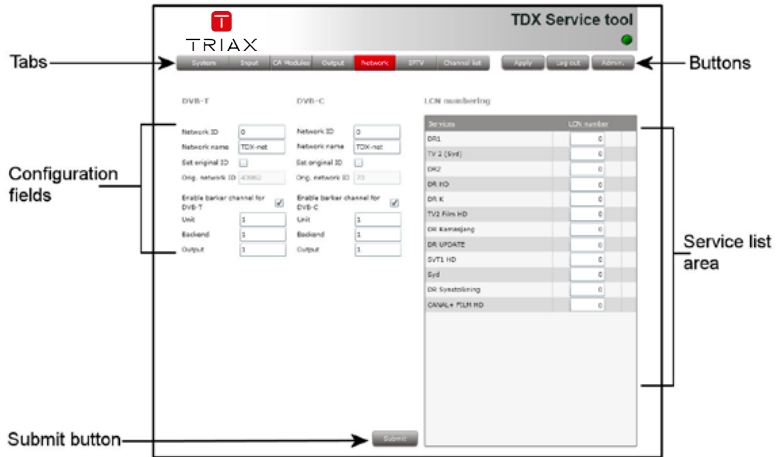 TDX Service tool
TRIAX
Tabs
System Input CA Modules Output Network IPTV Channel list Apply Log out Admin.
Buttons
DVB-T DVB-C LCN numbering
Services LCN number
Network ID 0 Network ID 0
Network name TDX-net Network name TDX-net
Set original ID Set original ID
Orig. network ID Orig. network ID
Enable barker channel for DVB-T Enable barker channel for DVB-C
Unit 1 Unit 1
Backend 1 Backend 1
Output 1 Output 1
DR1 0
TV 2 (Syd) 0
DR2 0
DR HD 0
DR K 0
TV2 Film HD 0
DR Ramasjang 0
DR UPDATE 0
SVT1 HD 0
Syd 0
DR Synstolkning 0
CANAL+ FILM HD 0
Configuration
fields
Service list
area
Submit button
Submit